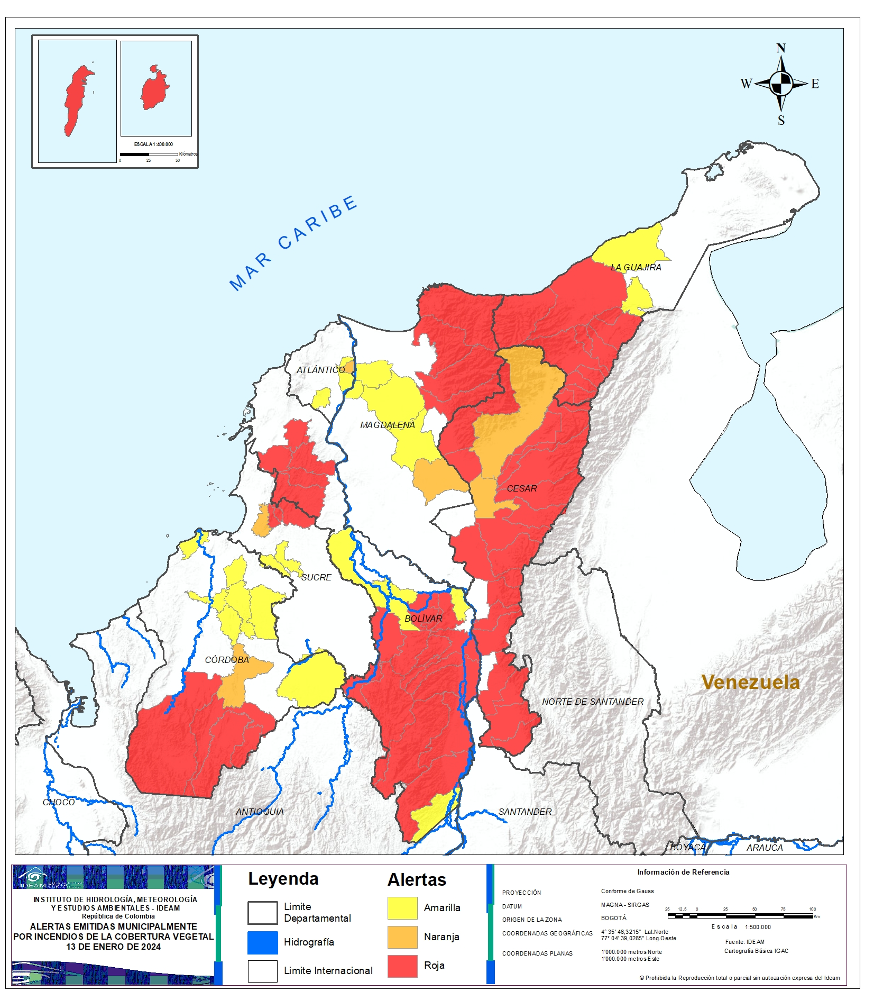 ESCALA 1:400.000
Kilómetros
0 25 50
N
W E
S
MAR CARIBE
LA GUAJIRA
ATLÁNTICO
MAGDALENA
CESAR
SUCRE
BOLÍVAR
CÓRDOBA
Venezuela
NORTE DE SANTANDER
CHOCÓ
ANTIOQUIA
SANTANDER
BOYACÁ
ARAUCA
IDEAM
INSTITUTO DE HIDROLOGÍA, METEOROLOGÍA
Y ESTUDIOS AMBIENTALES - IDEAM
República de Colombia
ALERTAS EMITIDAS MUNICIPALMENTE
POR INCENDIOS DE LA COBERTURA VEGETAL
13 DE ENERO DE 2024
Leyenda
Limite
Departamental
Hidrografía
Limite Internacional
Alertas
Amarilla
Naranja
Roja
Información de Referencia
PROYECCIÓN Conforme de Gauss
DATUM MAGNA - SIRGAS
ORIGEN DE LA ZONA BOGOTÁ
COORDENADAS GEOGRÁFICAS 4° 35' 46,3215" Lat.Norte
77° 04' 39,0285" Long.Oeste
COORDENADAS PLANAS 1'000.000 metros Norte
1'000.000 metros Este
25 12,5 0 25 50 75 100
Km
Escala 1:500.000
Fuente: IDEAM
Cartografía Básica IGAC
© Prohibida la Reproducción total o parcial sin autozación expresa del Ideam